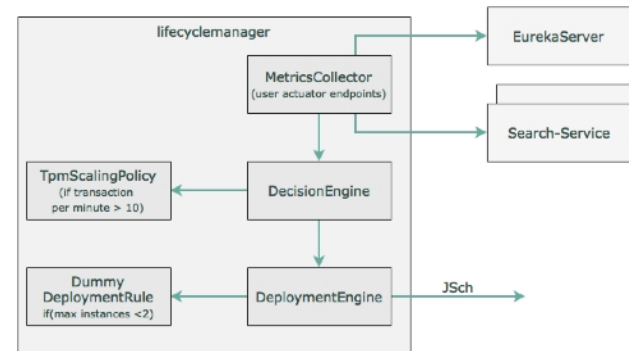 lifecyclemanager
EurekaServer
MetricsCollector
(user actuator endpoints)
Search-Service
TpmScalingPolicy
(if transaction
per minute > 10)
DecisionEngine
Dummy
DeploymentRule
if(max instances <2)
DeploymentEngine
JSch